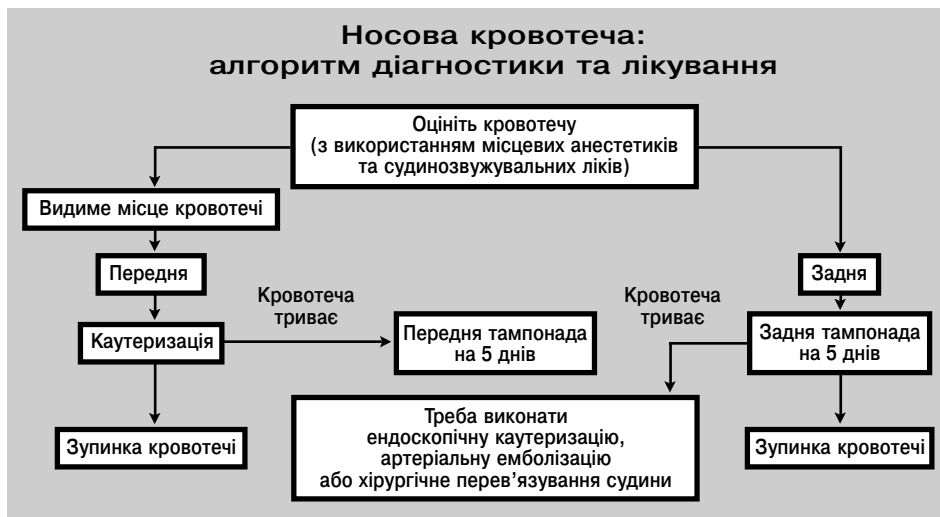 Носова кровотеча:
алгоритм діагностики та лікування
Оцініть кровотечу
(з використанням місцевих анестетиків
та судинозвужувальних ліків)
Видиме місце кровотечі
Передня
Задня
Кровотеча
триває
Кровотеча
триває
Каутеризація
Передня тампонада
на 5 днів
Задня тампонада
на 5 днів
Зупинка кровотечі
Треба виконати
ендоскопічну каутеризацію,
артеріальну емболізацію
або хірургічне перев’язування судини
Зупинка кровотечі